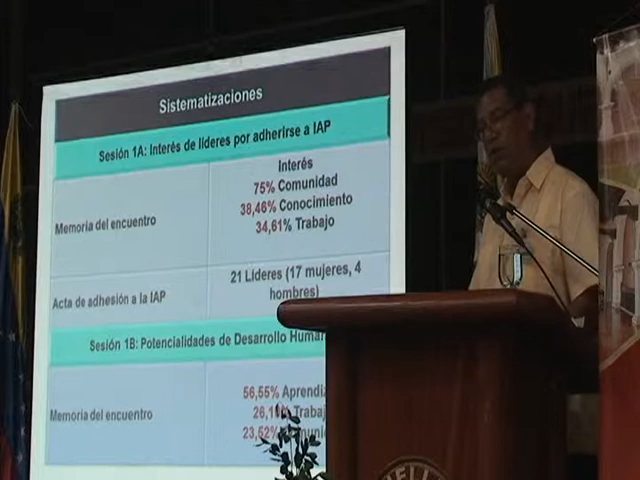 Sistematizaciones
Sesión 1A: Interés de líderes por adherirse a IAP
Memoria del encuentro
Interés
75% Comunidad
38,46% Conocimiento
34,61% Trabajo
Acta de adhesión a la IAP
21 Líderes (17 mujeres, 4
hombres)
Sesión 1B: Potencialidades de Desarrollo
Memoria del encuentro
56,55%
23,52%